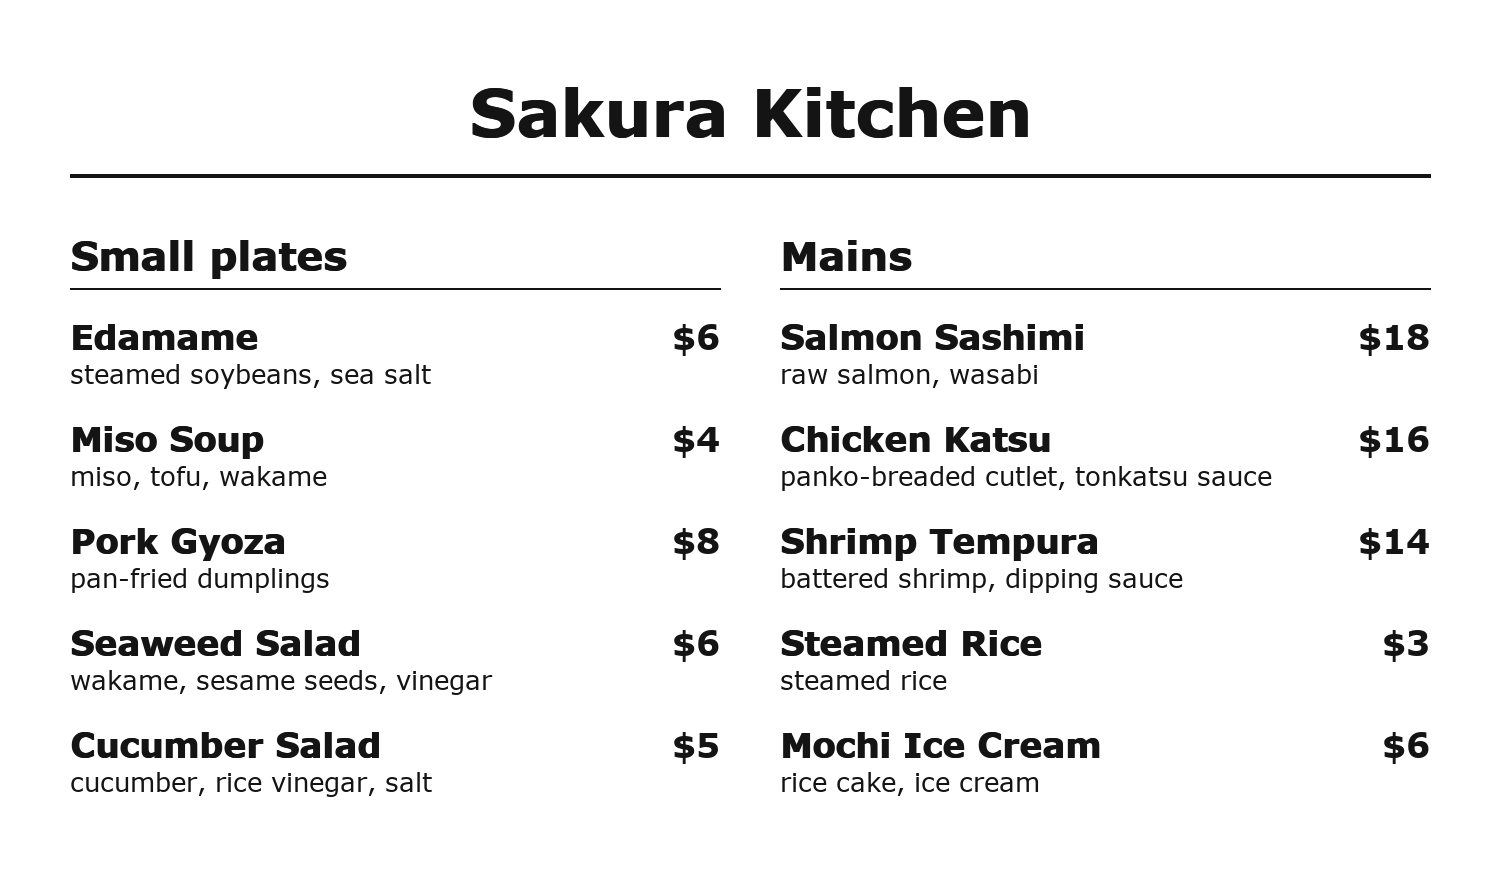 Sakura Kitchen
Small plates
Edamame $6
steamed soybeans, sea salt
Miso Soup $4
miso, tofu, wakame
Pork Gyoza $8
pan-fried dumplings
Seaweed Salad $6
wakame, sesame seeds, vinegar
Cucumber Salad $5
cucumber, rice vinegar, salt
Mains
Salmon Sashimi $18
raw salmon, wasabi
Chicken Katsu $16
panko-breaded cutlet, tonkatsu sauce
Shrimp Tempura $14
battered shrimp, dipping sauce
Steamed Rice $3
steamed rice
Mochi Ice Cream $6
rice cake, ice cream